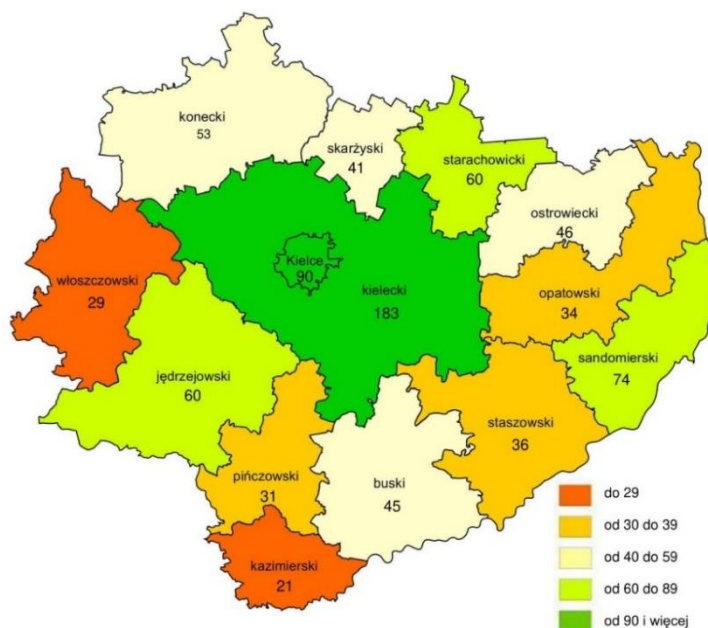 konecki
53
skarżyski
41
starachowicki
60
ostrowiecki
46
włoszczowski
29
Kielce
90
kielecki
183
opatowski
34
jędrzejowski
60
sandomierski
74
staszowski
36
pińczowski
31
buski
45
kazimierski
21
do 29
od 30 do 39
od 40 do 59
od 60 do 89
od 90 i więcej